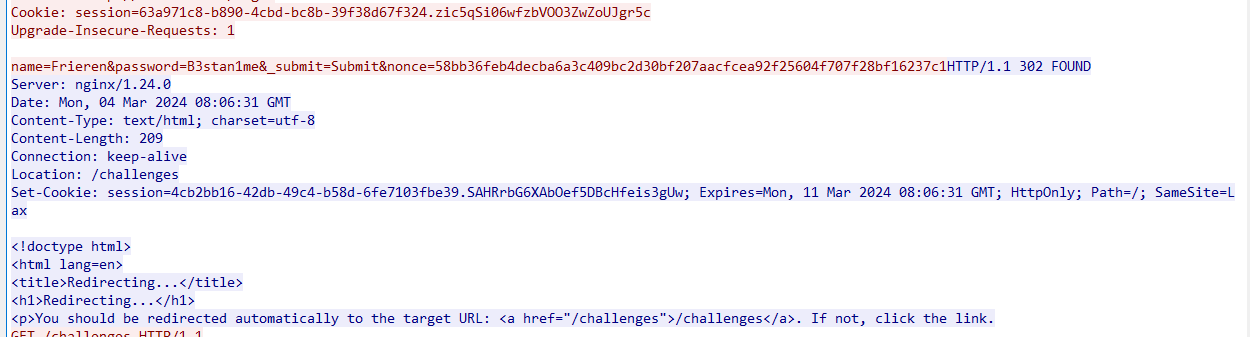 Cookie: session=63a971c8-b890-4cbd-bc8b-39f38d67f324.zic5qSi06wfzbVOO3ZwZoUJgr5c
Upgrade-Insecure-Requests: 1
name=Frieren&password=B3stan1me&_submit=Submit&nonce=58bb36feb4decba6a3c409bc2d30bf207aacfcea92f25604f707f28bf16237c1HTTP/1.1 302 FOUND
Server: nginx/1.24.0
Date: Mon, 04 Mar 2024 08:06:31 GMT
Content-Type: text/html; charset=utf-8
Content-Length: 209
Connection: keep-alive
Location: /challenges
Set-Cookie: session=4cb2bb16-42db-49c4-b58d-6fe7103fbe39.SAHRrbG6XAbOef5DBcHfeis3gUw; Expires=Mon, 11 Mar 2024 08:06:31 GMT; HttpOnly; Path=/; SameSite=L
ax
<!doctype html>
<html lang=en>
<title>Redirecting...</title>
<h1>Redirecting...</h1>
<p>You should be redirected automatically to the target URL: <a href="/challenges">/challenges</a>. If not, click the link.
GET /challenges HTTP/1.1